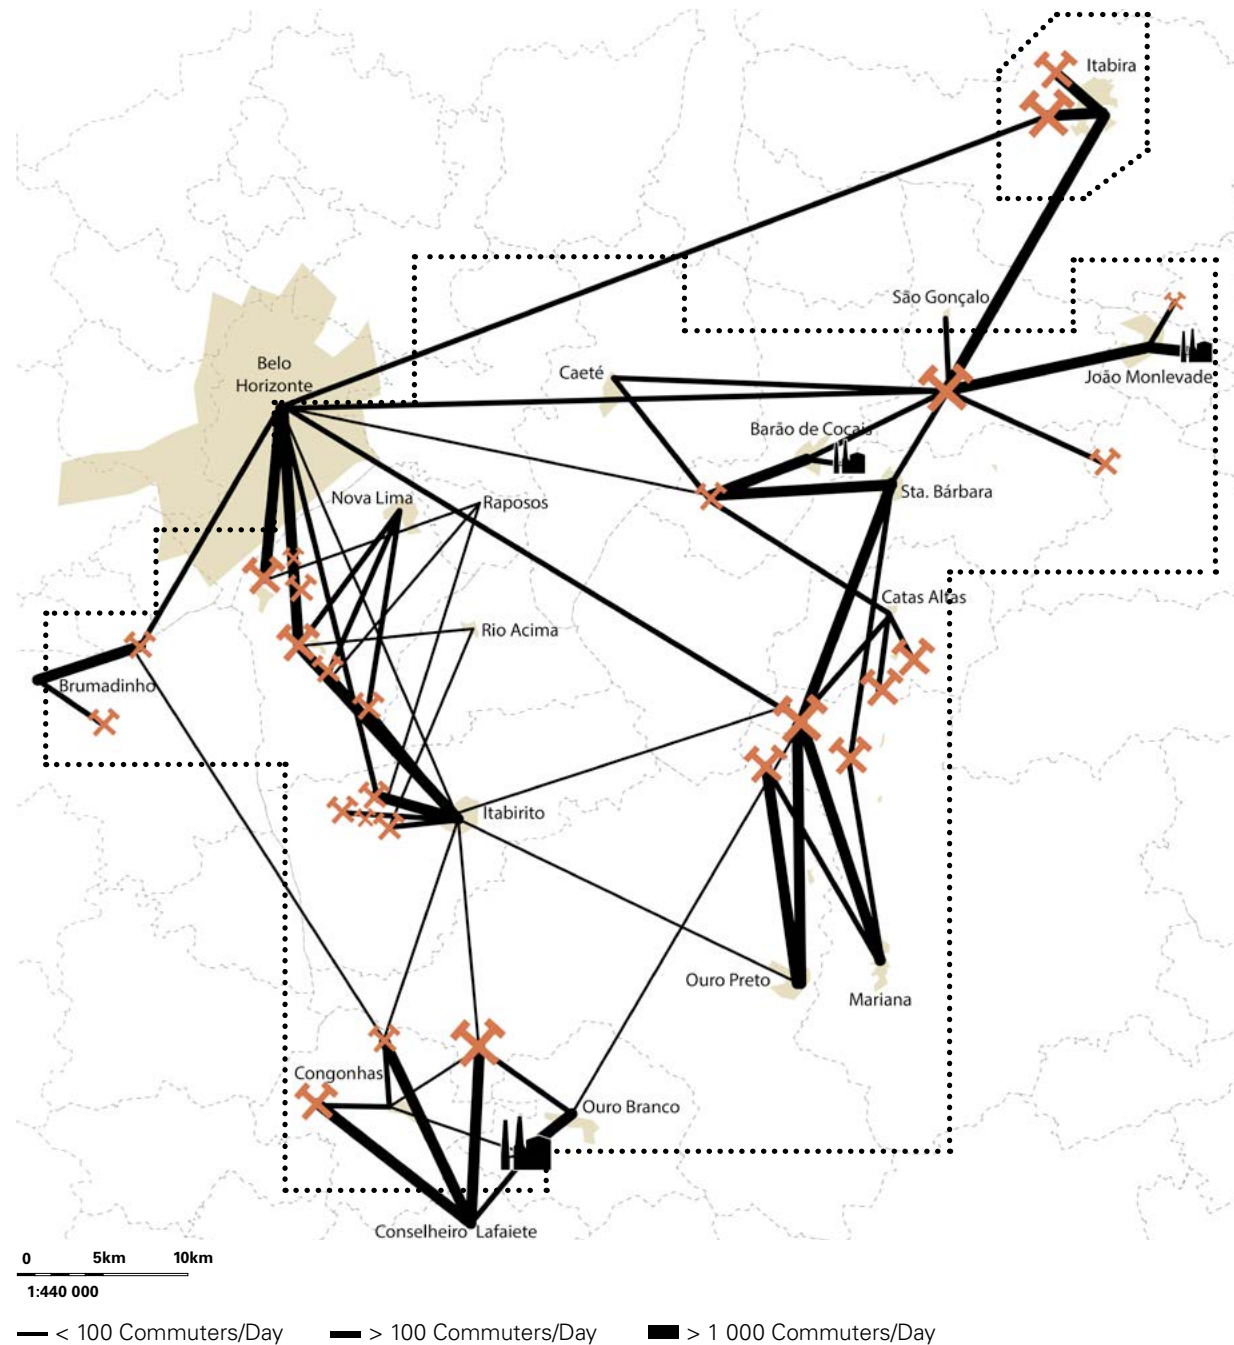 Itabira
São Gonçalo
Belo
Horizonte
Caeté
João Monlevade
Barão de Cocais
Nova Lima
Raposos
Sta. Bárbara
Catas Altas
Rio Acima
Brumadinho
Itabirito
Ouro Preto
Mariana
Congonhas
Ouro Branco
Conselheiro Lafaiete
0 5km 10km
1:440 000
< 100 Commuters/Day > 100 Commuters/Day > 1 000 Commuters/Day